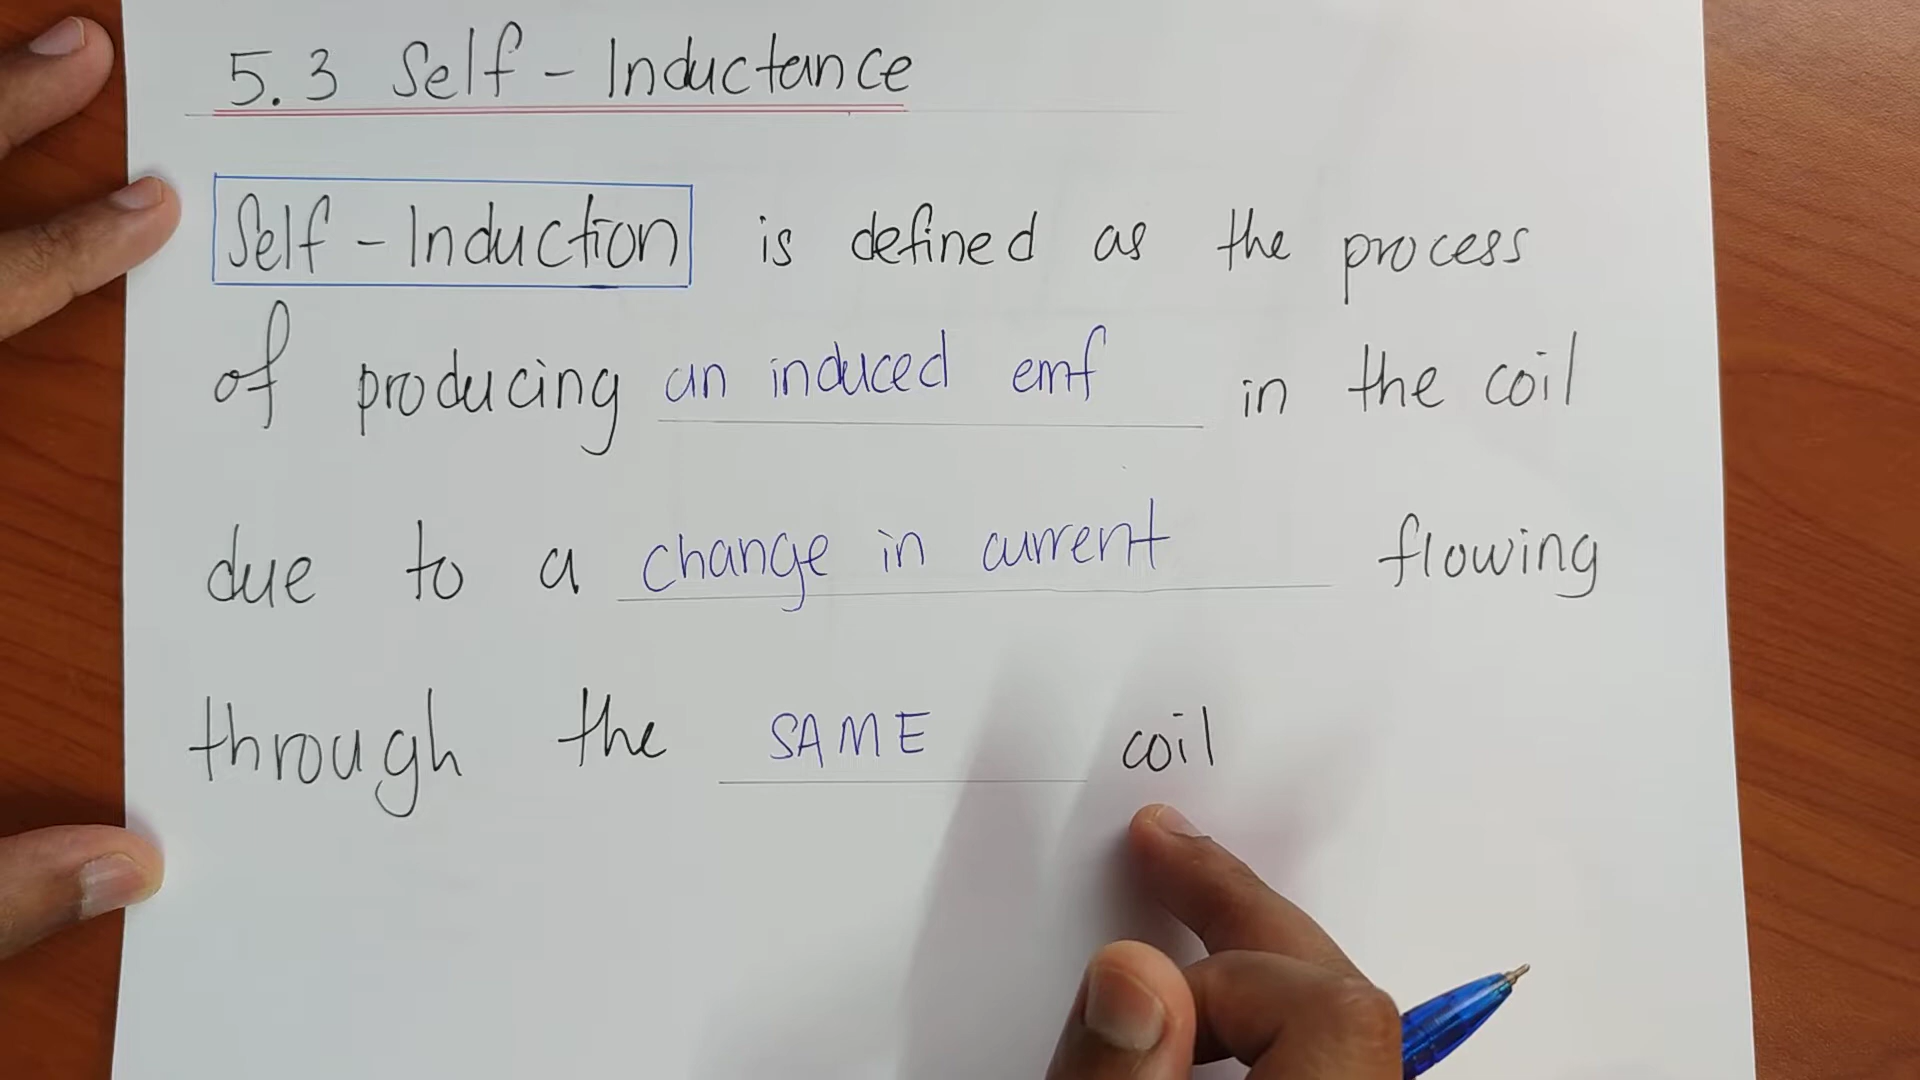 5.3 Self - Inductance
Self - Induction is defined as the process
of producing an induced emf in the coil
due to a change in current flowing
through the SAME coil